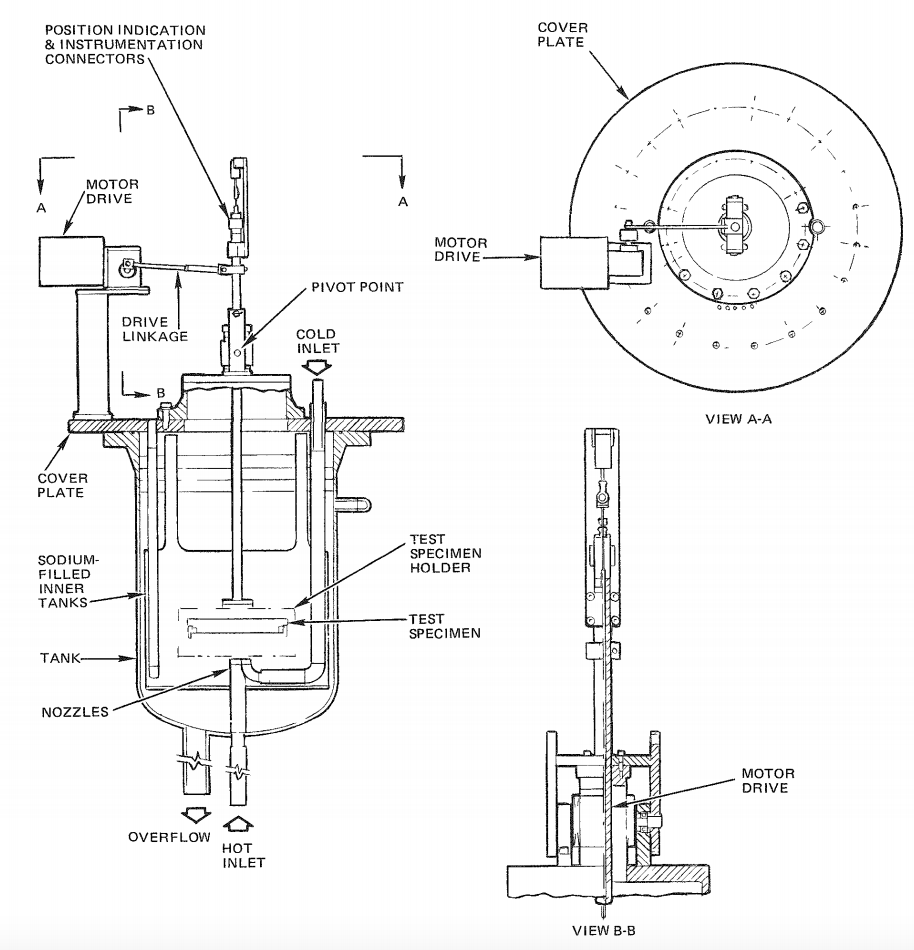 POSITION INDICATION
& INSTRUMENTATION
CONNECTORS
B
A
A
MOTOR
DRIVE
DRIVE
LINKAGE
PIVOT POINT
COLD
INLET
B
COVER
PLATE
SODIUM-
FILLED
INNER
TANKS
TEST
SPECIMEN
HOLDER
TEST
SPECIMEN
TANK
NOZZLES
OVERFLOW
HOT
INLET
COVER
PLATE
MOTOR
DRIVE
VIEW A-A
MOTOR
DRIVE
VIEW B-B